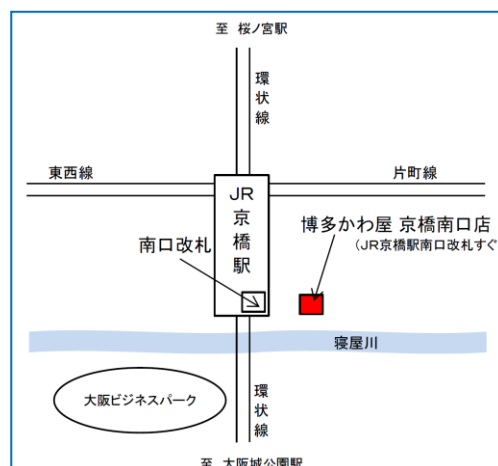 至 桜ノ宮駅
環状線
東西線
片町線
JR京橋駅
博多かわ屋 京橋南口店
(JR京橋駅南口改札すぐ
南口改札
寝屋川
大阪ビジネスパーク
環状線
至 大阪城公園駅